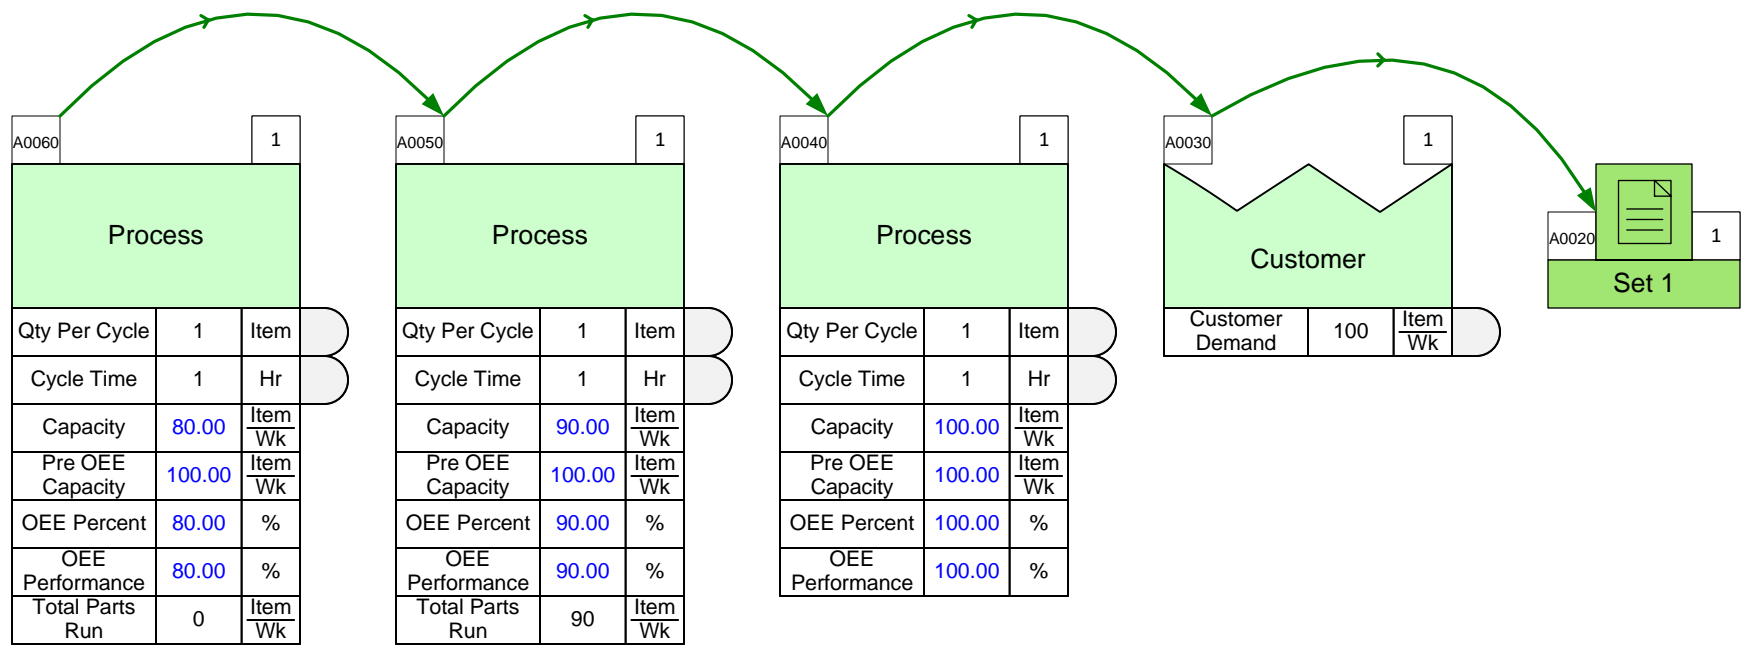 A0060 1 A0050 1 A0040 1 A0030 1
Process Process Process Customer
A0020 1
Set 1
Qty Per Cycle 1 Item Qty Per Cycle 1 Item Qty Per Cycle 1 Item Customer Demand 100 Item Wk
Cycle Time 1 Hr Cycle Time 1 Hr Cycle Time 1 Hr
Capacity 80.00 Item Wk Capacity 90.00 Item Wk Capacity 100.00 Item Wk
Pre OEE Capacity 100.00 Item Wk Pre OEE Capacity 100.00 Item Wk Pre OEE Capacity 100.00 Item Wk
OEE Percent 80.00 % OEE Percent 90.00 % OEE Percent 100.00 %
OEE Performance 80.00 % OEE Performance 90.00 % OEE Performance 100.00 %
Total Parts Run 0 Item Wk Total Parts Run 90 Item Wk